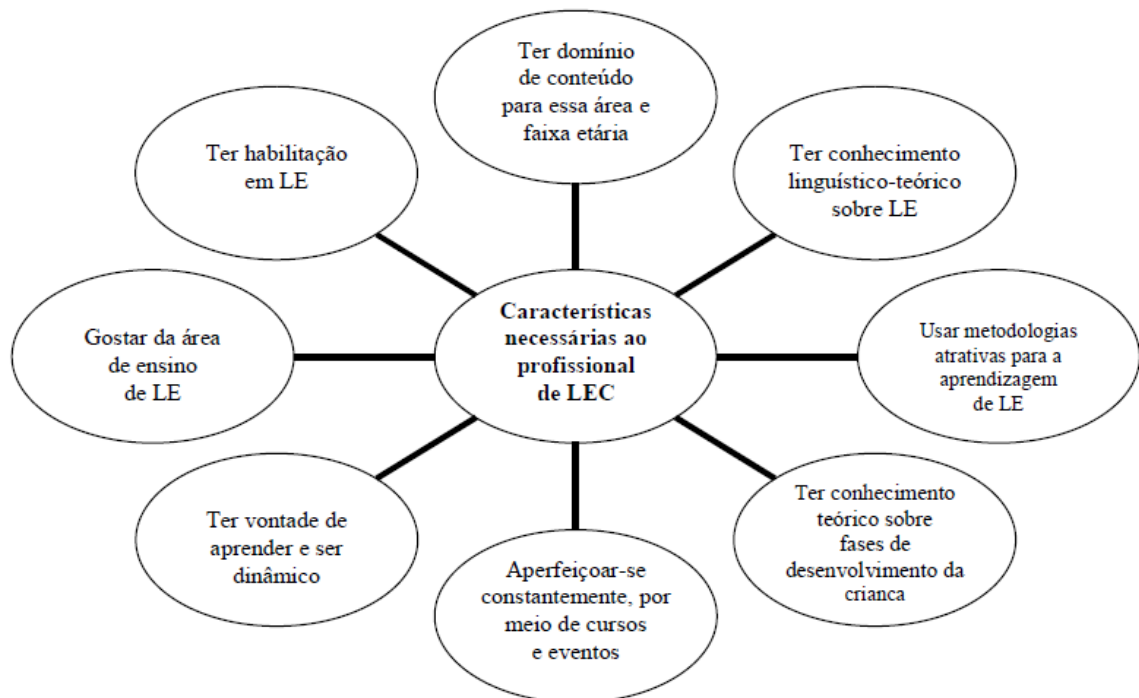 Ter domínio
de conteúdo
para essa área e
faixa etária
Ter habilitação
em LE
Ter conhecimento
linguístico-teórico
sobre LE
Gostar da área
de ensino
de LE
Características
necessárias ao
profissional
de LEC
Usar metodologias
atrativas para a
aprendizagem
de LE
Ter vontade de
aprender e ser
dinâmico
Aperfeiçoar-se
constantemente, por
meio de cursos
e eventos
Ter conhecimento
teórico sobre
fases de
desenvolvimento da
crianca